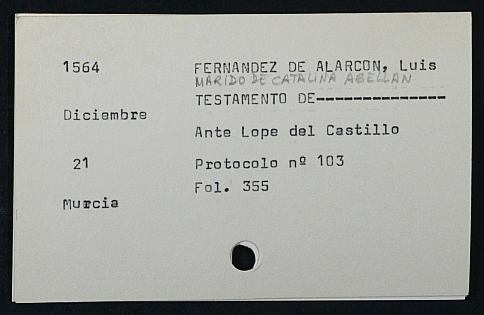 1564 FERNANDEZ DE ALARCON, Luis
MARIDO DE CATALINA ABELLAN
TESTAMENTO DE--------------
Diciembre
Ante Lope del Castillo
21 Protocolo nº 103
Fol. 355
Murcia